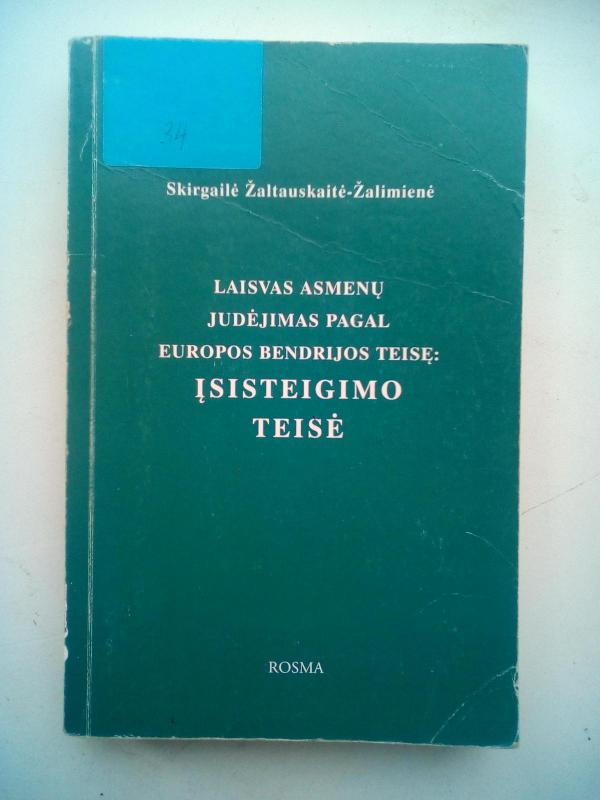 34
Skirgailė Žaltauskaitė-Žalimienė
LAISVAS ASMENŲ
JUDĖJIMAS PAGAL
EUROPOS BENDRIJOS TEISĘ:
ĮSISTEIGIMO
TEISĖ
ROSMA